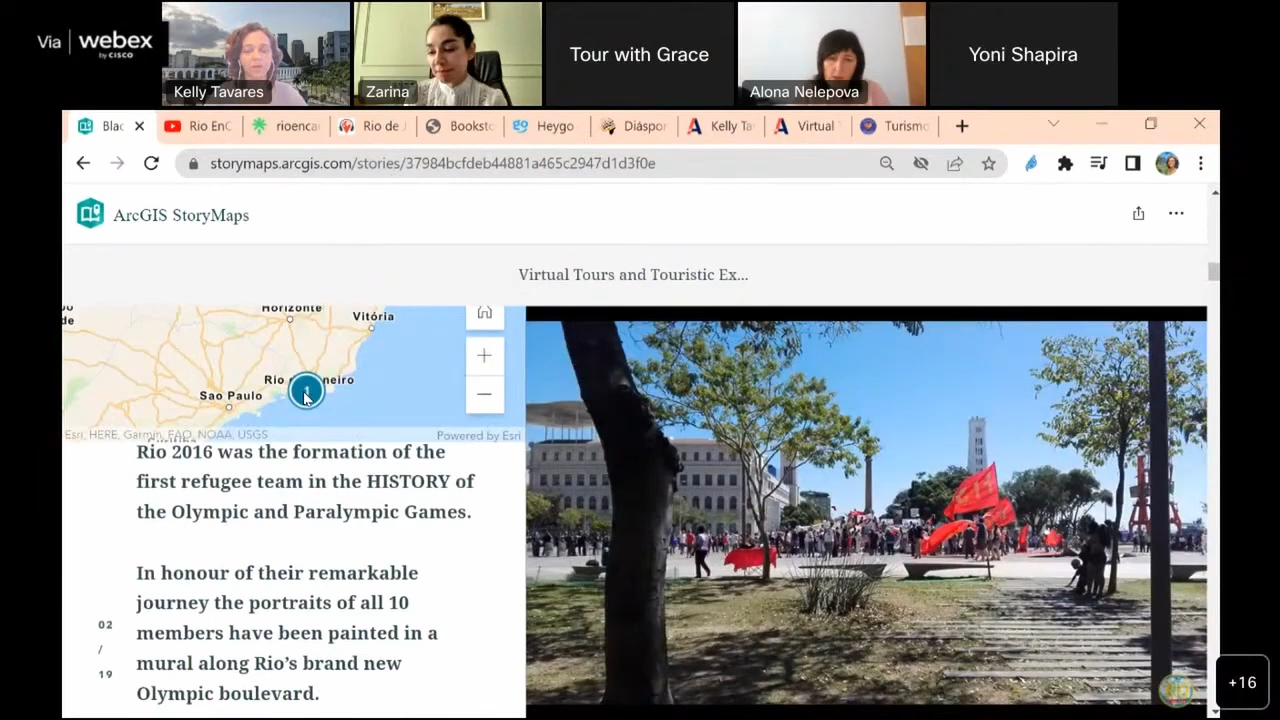 Via | webex
by CISCO
Kelly Tavares
Zarina
Tour with Grace
Alona Nelepova
Yoni Shapira
Blac
Rio EnC
rioenca
Rio de J
Bookst
Heygo
Diáspor
Kelly Ta
Virtual
Turismo
storymaps.arcgis.com/stories/37984bcfdeb44881a465c2947d1d3f0e
ArcGIS StoryMaps
Virtual Tours and Touristic Ex...
de
Horizonte
Vitória
Rio neiro
1
Sao Paulo
Esri, HERE, Garmin, FAO, NOAA, USGS
Powered by Esri
Rio 2016 was the formation of the
first refugee team in the HISTORY of
the Olympic and Paralympic Games.
In honour of their remarkable
journey the portraits of all 10
members have been painted in a
mural along Rio’s brand new
Olympic boulevard.
02
/
19
+16